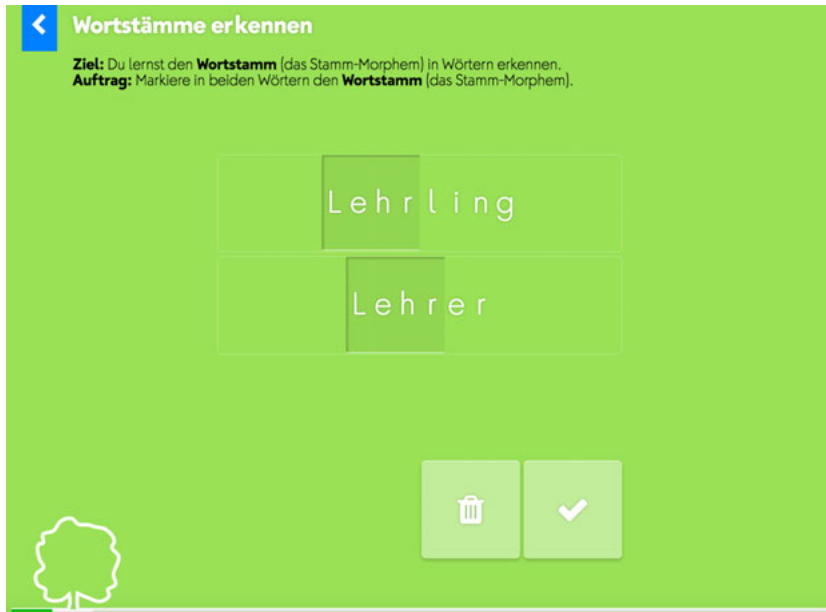 Wortstämme erkennen
Ziel: Du lernst den Wortstamm (das Stamm-Morphem) in Wörtern erkennen.
Auftrag: Markiere in beiden Wörtern den Wortstamm (das Stamm-Morphem).
Lehrling
Lehrer